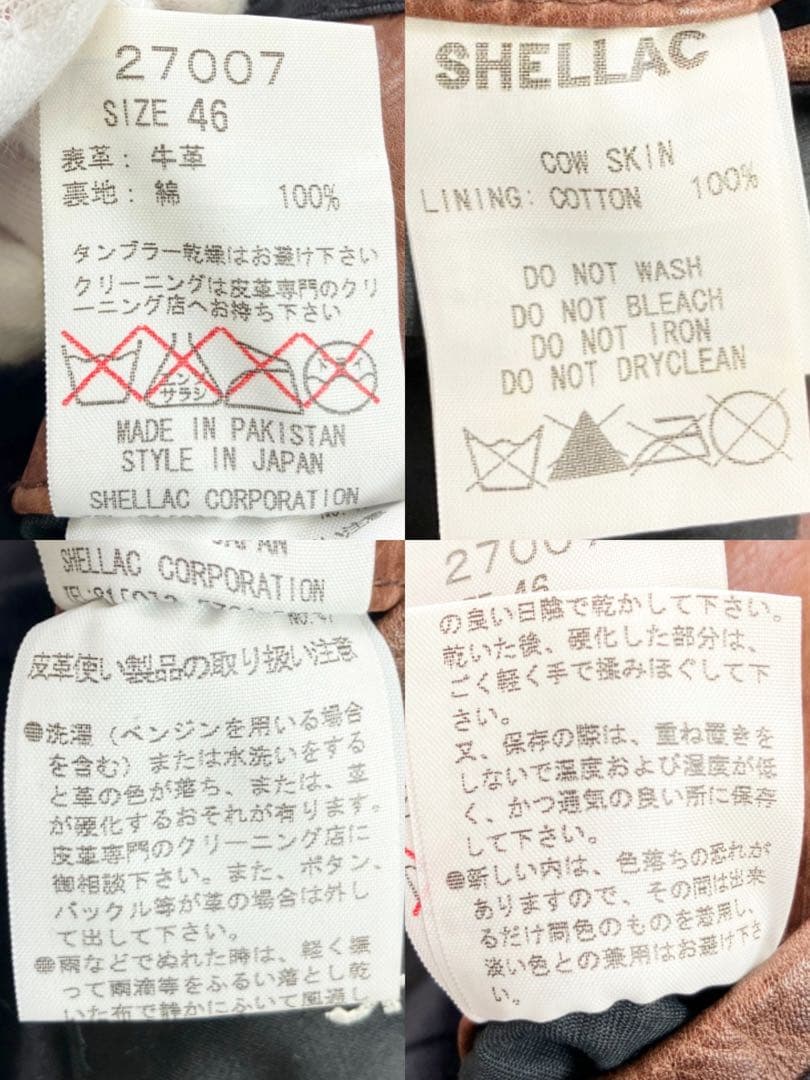 27007
SIZE 46
表革: 牛革
裏地: 綿 100%
タンブラー乾燥はお避け下さい
クリーニングは皮革専門のクリ
ーニング店へお持ち下さい
エンソ
サラシ
ドライ
MADE IN PAKISTAN
STYLE IN JAPAN
SHELLAC CORPORATION
SHELLAC
COW SKIN
LINING: COTTON 100%
DO NOT WASH
DO NOT BLEACH
DO NOT IRON
DO NOT DRYCLEAN
JAPAN
SHELLAC CORPORATION
皮革使い製品の取り扱い注意
●洗濯(ベンジンを用いる場合
を含む)または水洗いをする
と革の色が落ち、または、革
が硬化するおそれが有ります。
皮革専門のクリーニング店に
御相談下さい。また、ボタン、
バックル等が革の場合は外し
て出して下さい。
●雨などでぬれた時は、軽く振
って雨滴等をふるい落とし乾
いた布で静かにふいて風通し
27007
46
の良い日陰で乾かして下さい。
乾いた後、硬化した部分は、
ごく軽く手で揉みほぐして下
さい。
又、保存の際は、重ね置きを
しないで温度および湿度が低
く、かつ通気の良い所に保存
して下さい。
●新しい内は、色落ちの恐れが
ありますので、その間は出来
るだけ同色のものを着用し、
淡い色との兼用はお避け下さ
い。